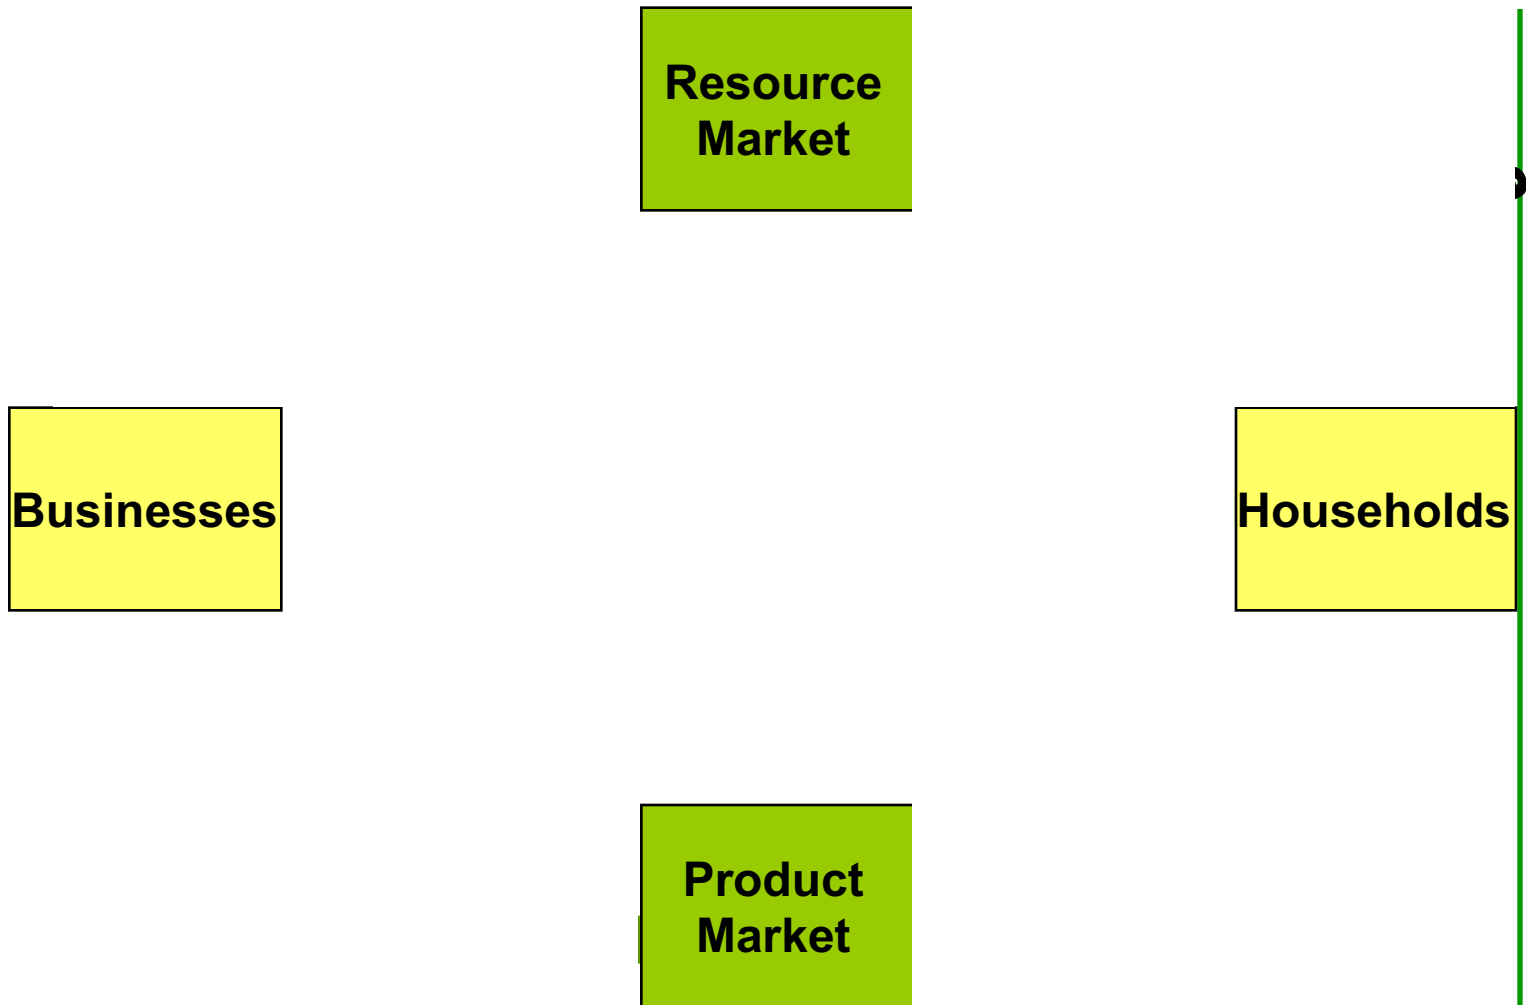 Resource
Market
Businesses
Households
Product
Market